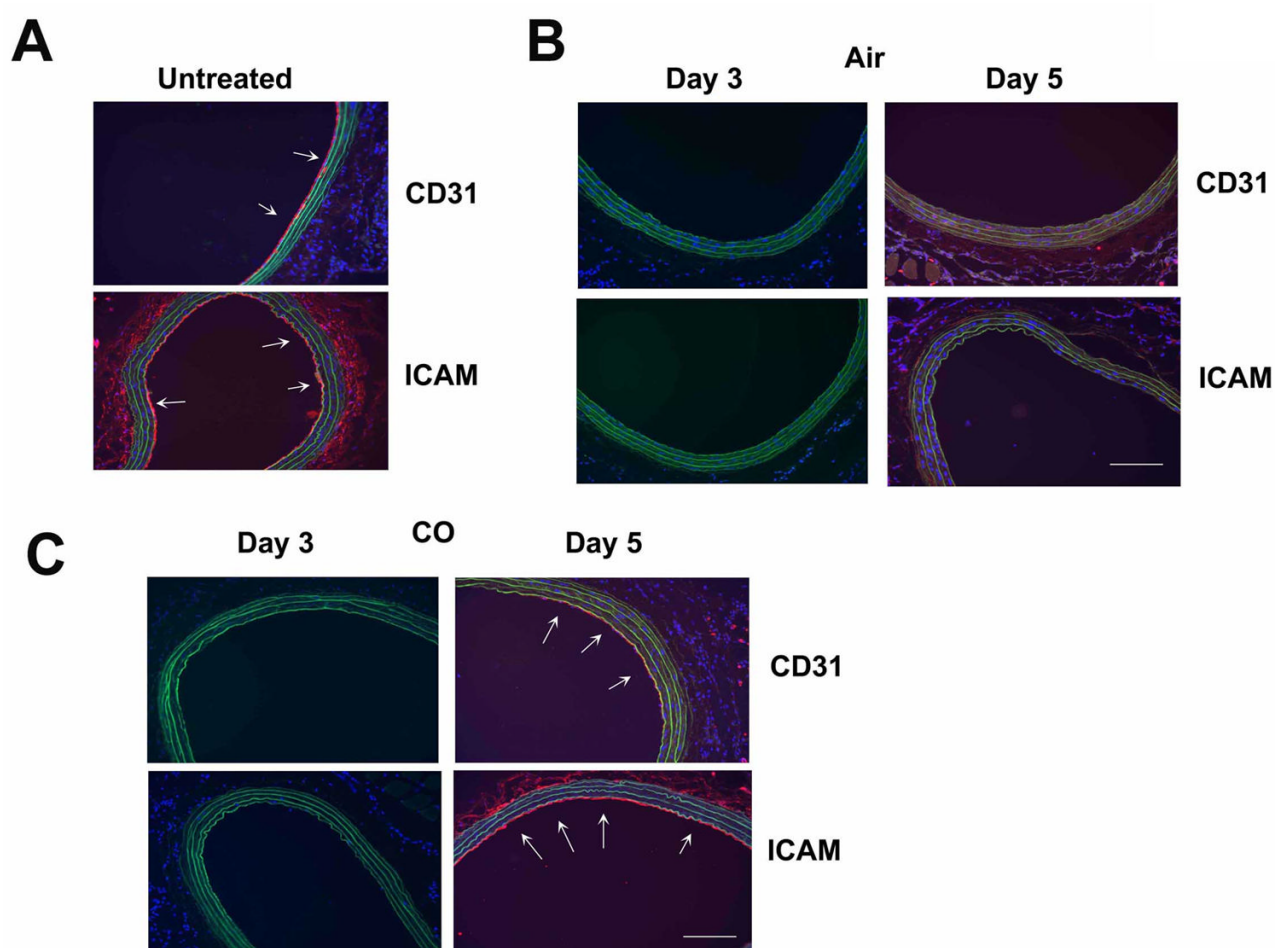 A
Untreated
CD31
ICAM
B
Air
Day 3
Day 5
CD31
ICAM
C
CO
Day 3
Day 5
CD31
ICAM